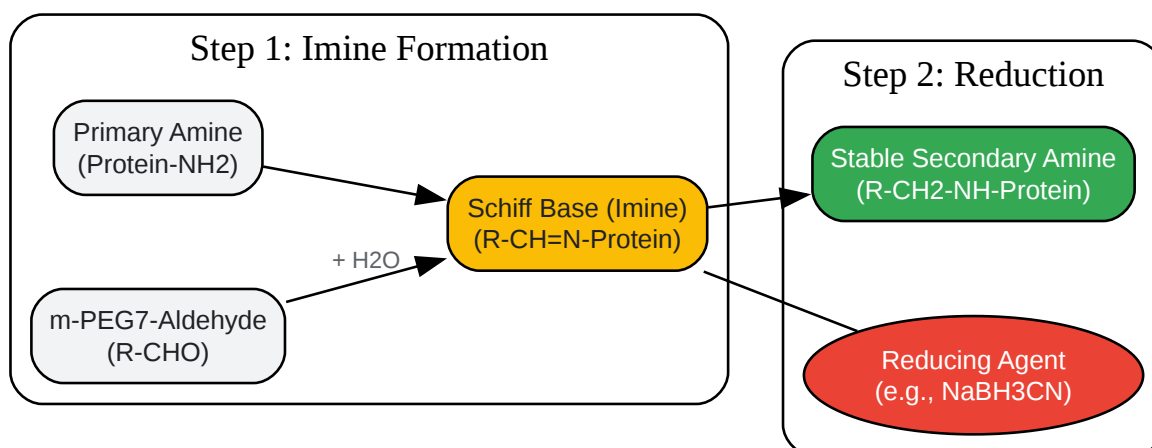 Step 1: Imine Formation
Primary Amine
(Protein-NH2)
m-PEG7-Aldehyde
(R-CHO)
+ H2O
Schiff Base (Imine)
(R-CH=N-Protein)
Step 2: Reduction
Stable Secondary Amine
(R-CH2-NH-Protein)
Reducing Agent
(e.g., NaBH3CN)